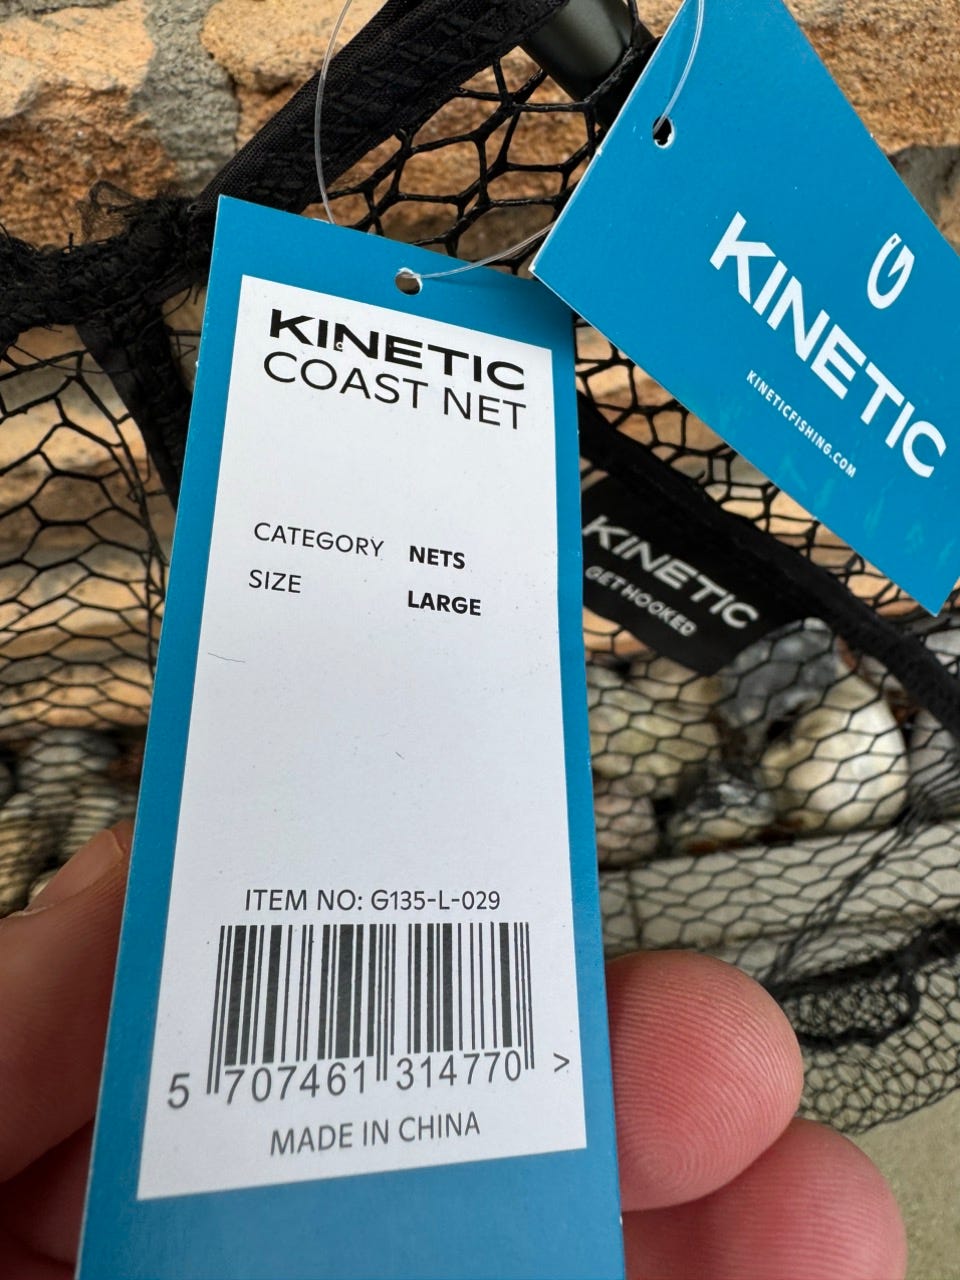 KINETIC
COAST NET
CATEGORY NETS
SIZE LARGE
ITEM NO: G135-L-029
5 707461 314770 >
MADE IN CHINA
KINETIC
KINETICFISHING.COM
KINETIC
GET HOOKED